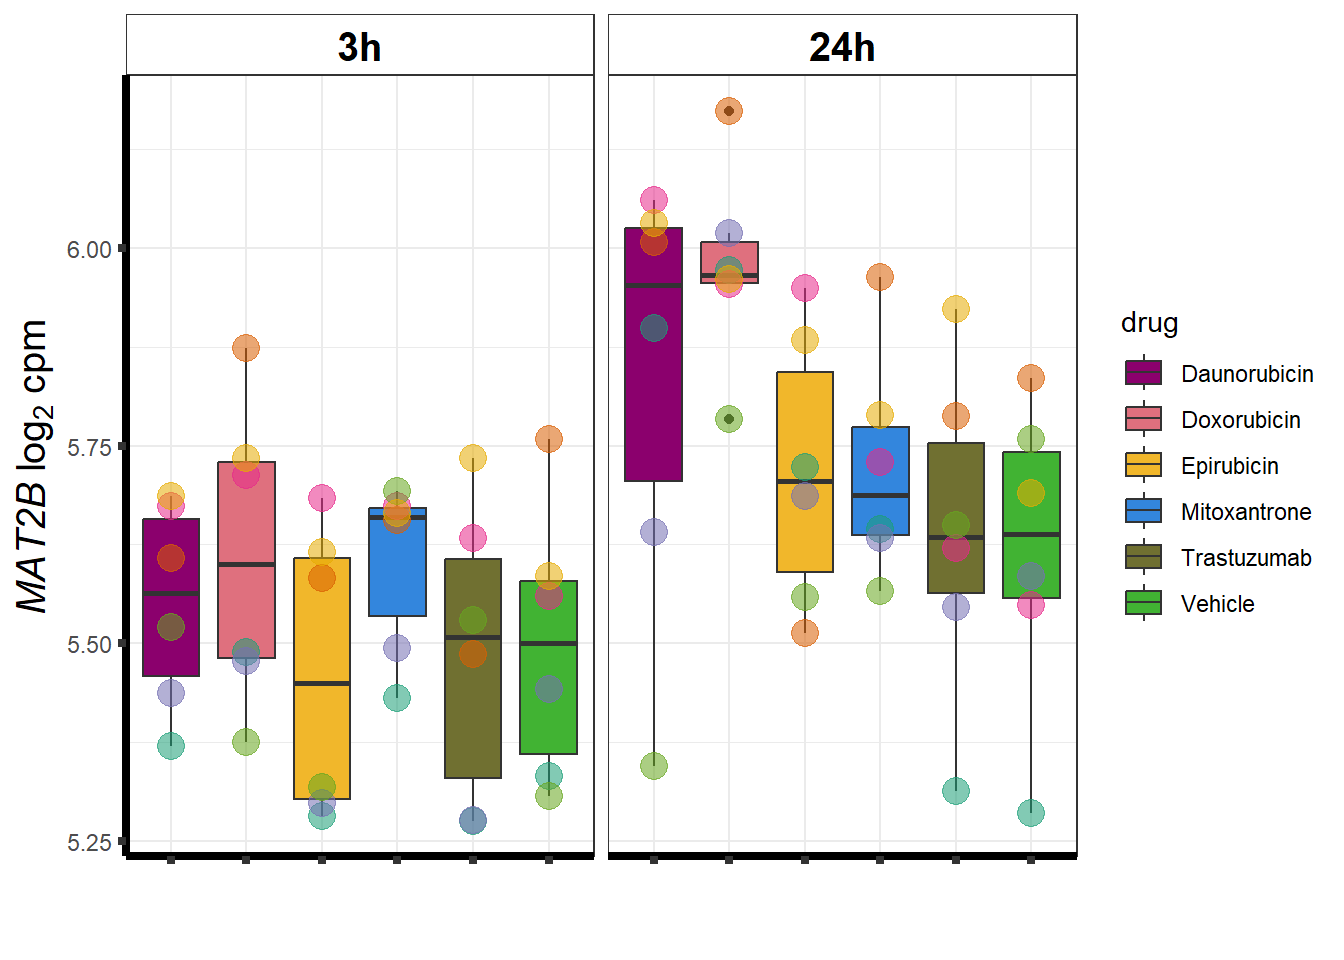 3h
24h
MAT2B log₂ cpm
6.00
5.75
5.50
5.25
drug
Daunorubicin
Doxorubicin
Epirubicin
Mitoxantrone
Trastuzumab
Vehicle